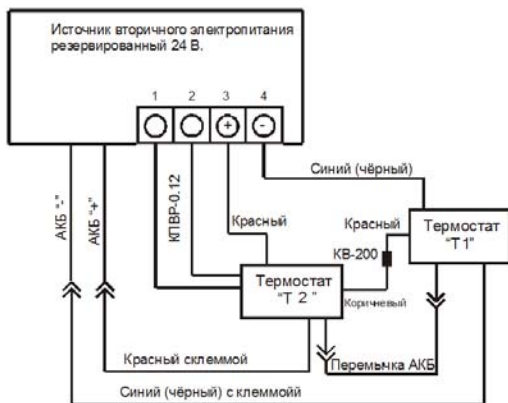 Источник вторичного электропитания
резервированный 24 В.
1 2 3 4
+ -
Синий (чёрный)
АКБ "-"
АКБ "+"
КПВР-0,12
Красный
Красный
Термостат
"Т1"
КВ-200
Термостат
"Т 2 "
Коричневый
Красный склеммой
Перемычка АКБ
Синий (чёрный) с клеммойй